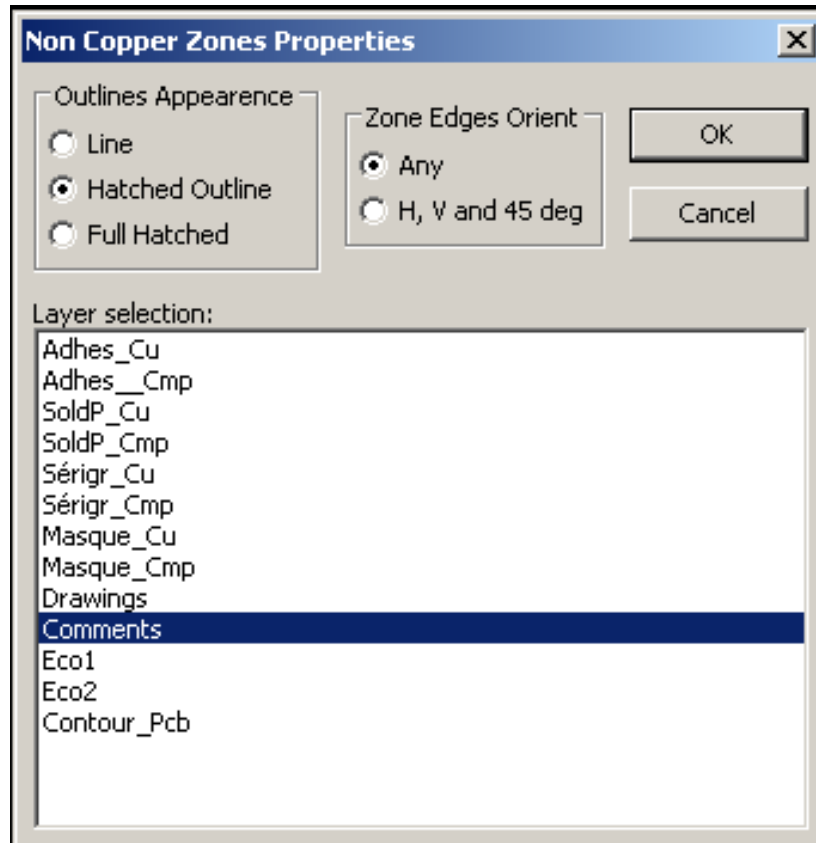 Non Copper Zones Properties
Outlines Appearence
Line
Hatched Outline
Full Hatched
Zone Edges Orient
Any
H, V and 45 deg
OK
Cancel
Layer selection:
Adhes_Cu
Adhes__Cmp
SoldP_Cu
SoldP_Cmp
Sérigr_Cu
Sérigr_Cmp
Masque_Cu
Masque_Cmp
Drawings
Comments
Eco1
Eco2
Contour_Pcb